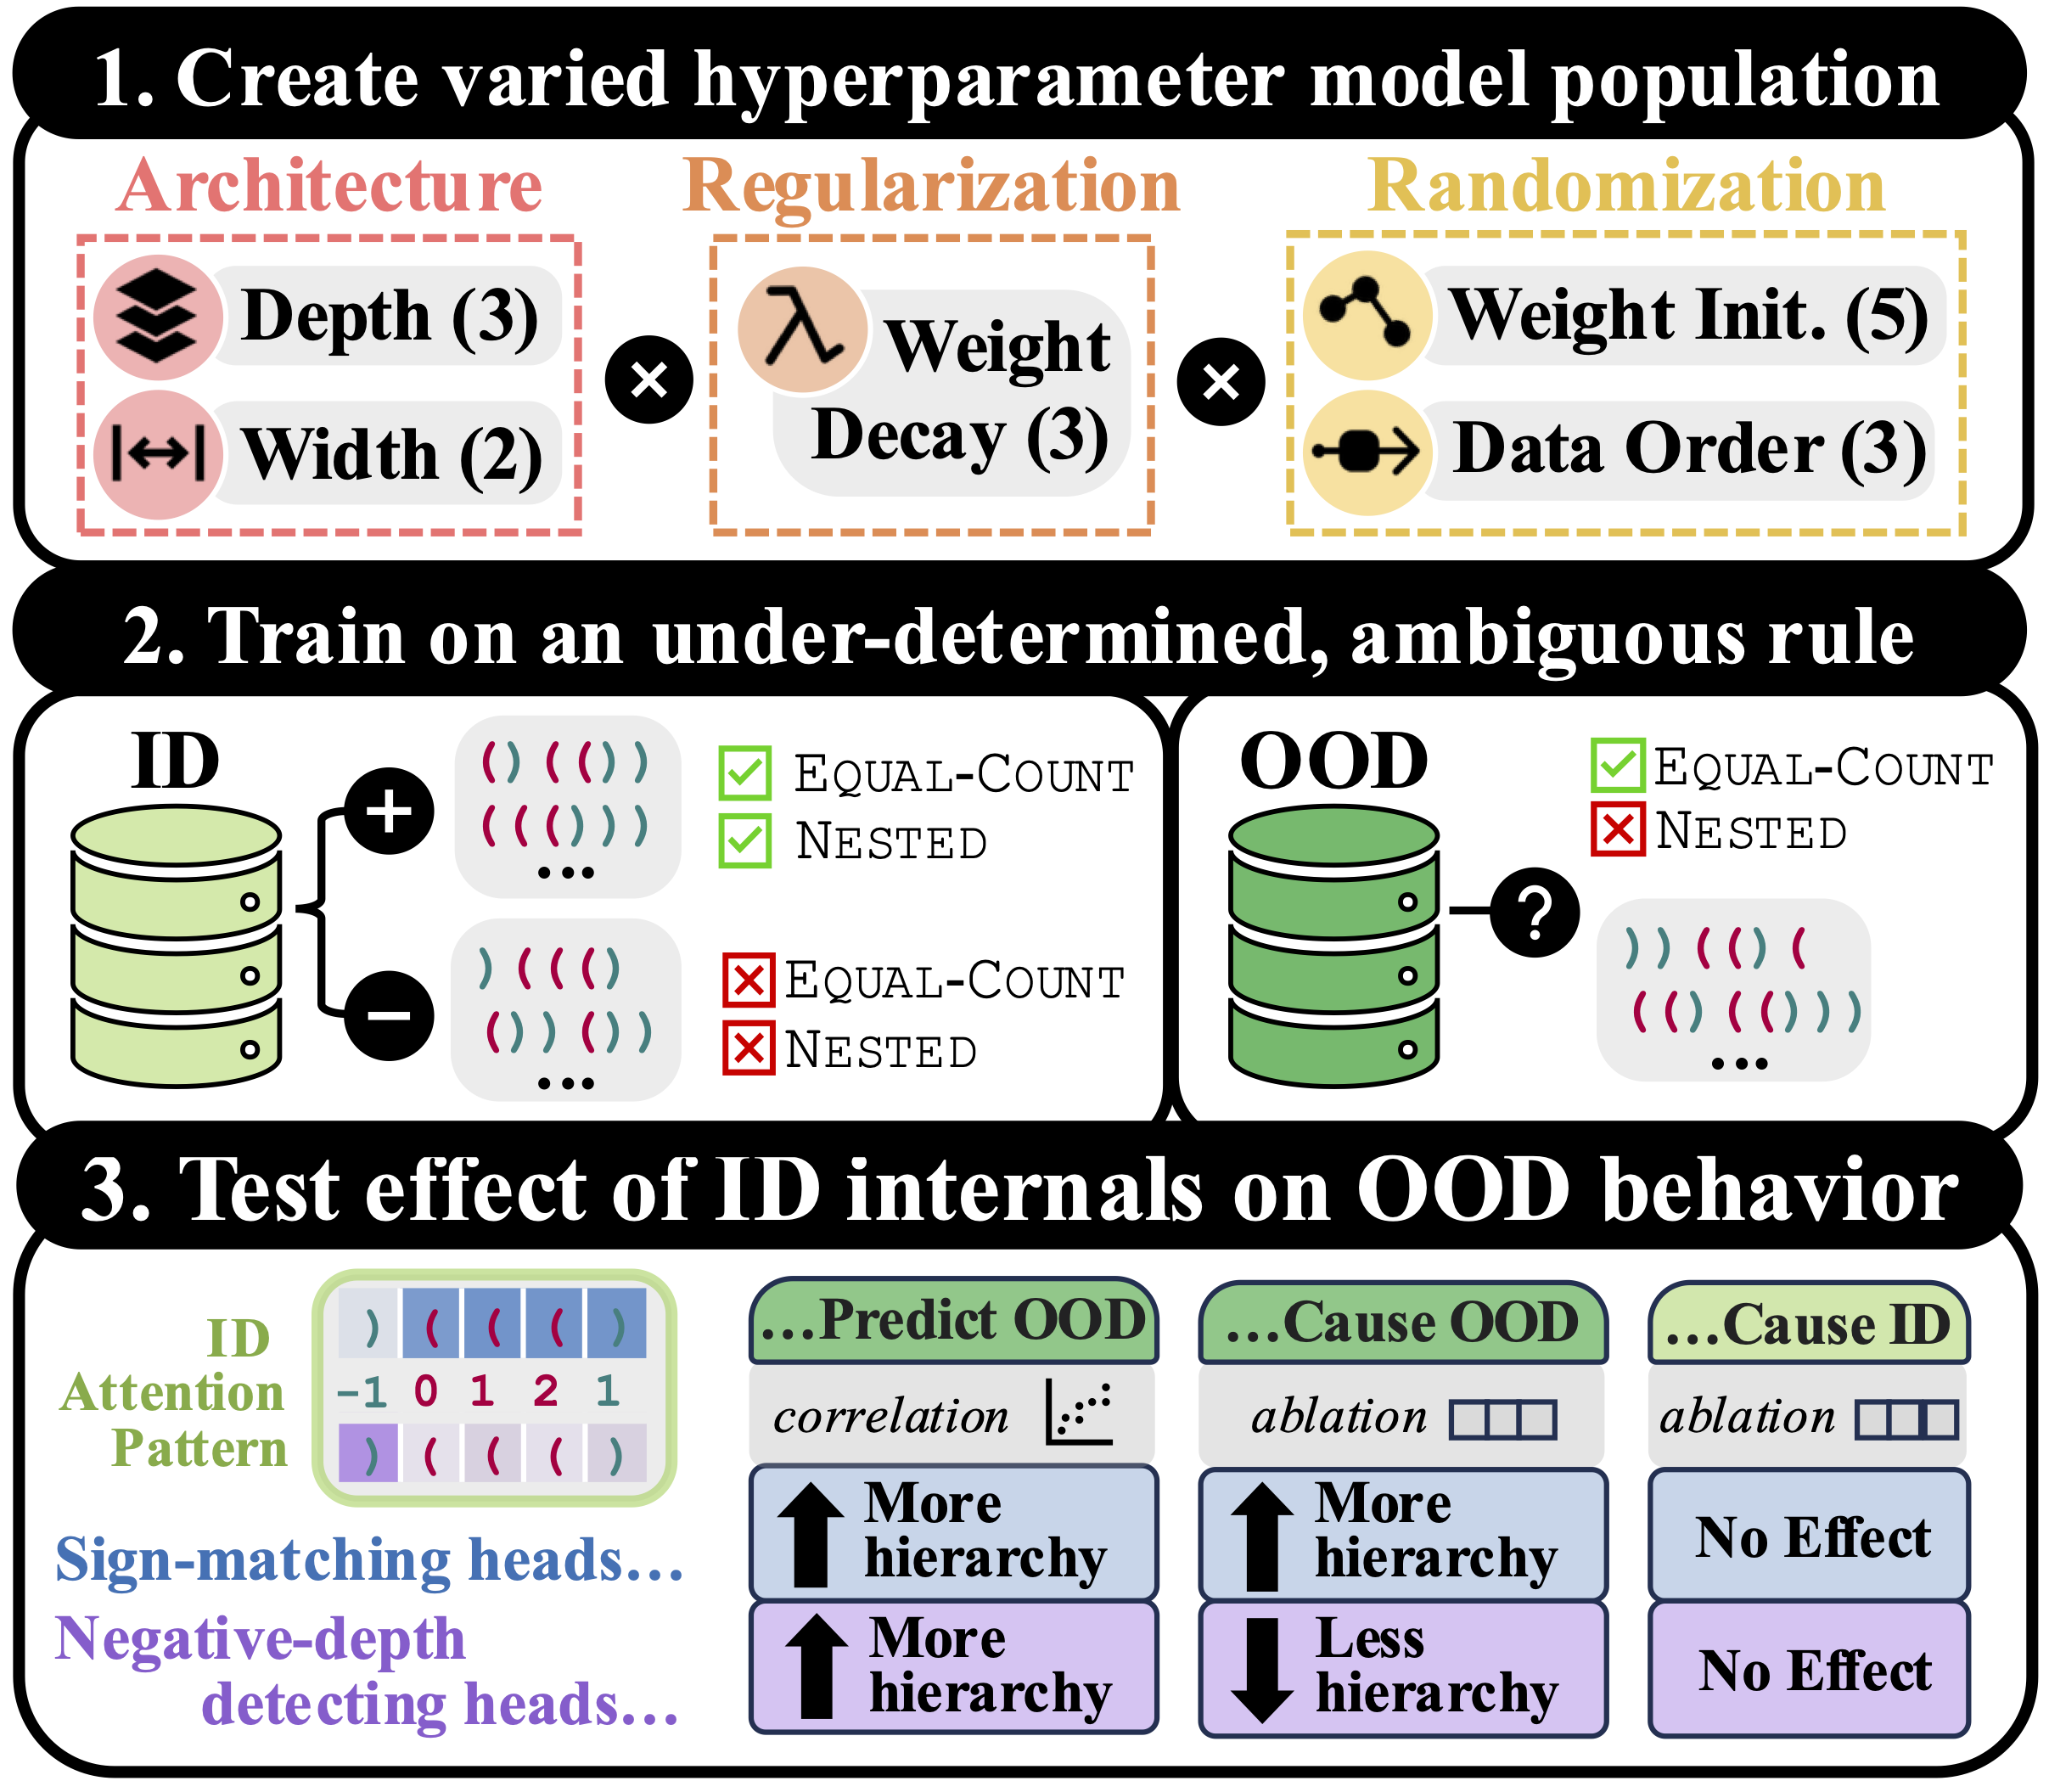 1. Create varied hyperparameter model population
Architecture
Regularization
Randomization
Depth (3)
Width (2)
×
Weight
Decay (3)
×
Weight Init. (5)
Data Order (3)
2. Train on an under-determined, ambiguous rule
ID
+
( ) ( ( ) )
( ( ( ) ) )
...
EQUAL-COUNT
NESTED
−
) ( ( ( )
( ) ) ( ) )
...
EQUAL-COUNT
NESTED
OOD
?
EQUAL-COUNT
NESTED
) ) ( ( ) (
( ( ) ( ( ) ) )
...
3. Test effect of ID internals on OOD behavior
ID
Attention
Pattern
) ( ( ( )
-1 0 1 2 1
) ( ( ( )
Sign-matching heads...
Negative-depth
detecting heads...
...Predict OOD
correlation
More
hierarchy
More
hierarchy
...Cause OOD
ablation
More
hierarchy
Less
hierarchy
...Cause ID
ablation
No Effect
No Effect